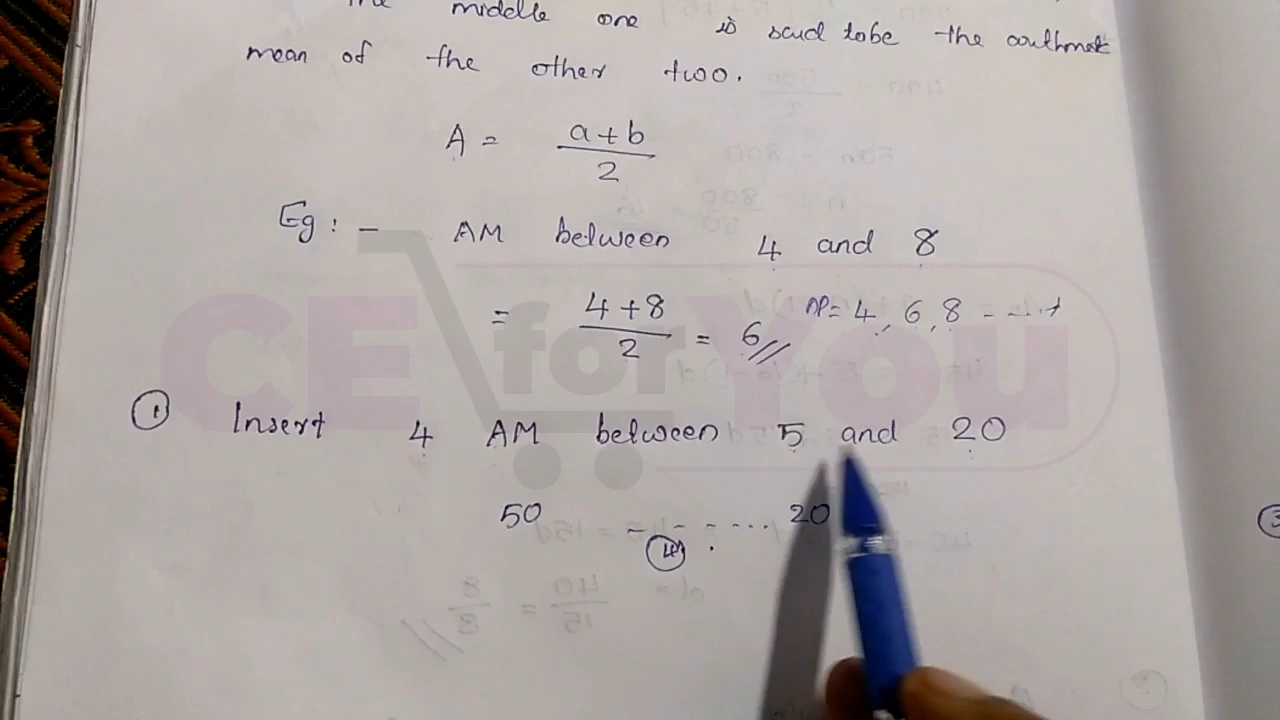 middle one is said tobe the arithmetic
mean of the other two.
A = a+b / 2
Eg : - AM between 4 and 8
= 4+8 / 2 = 6// AP= 4, 6, 8 - - - +
CE for You
① Insert 4 AM between 5 and 20
50 - - - - ... 20
④ .